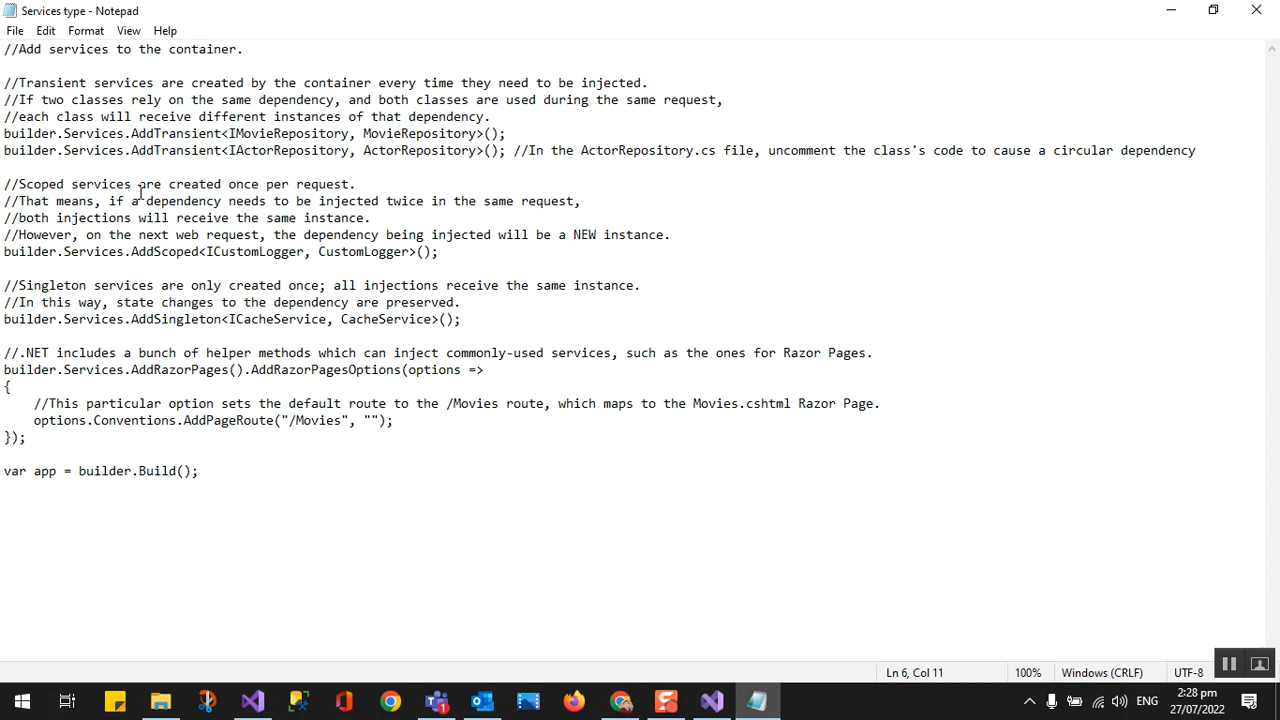 Services type - Notepad
File Edit Format View Help
//Add services to the container.
//Transient services are created by the container every time they need to be injected.
//If two classes rely on the same dependency, and both classes are used during the same request,
//each class will receive different instances of that dependency.
builder.Services.AddTransient<IMovieRepository, MovieRepository>();
builder.Services.AddTransient<IActorRepository, ActorRepository>(); //In the ActorRepository.cs file, uncomment the class's code to cause a circular dependency
//Scoped services are created once per request.
//That means, if a dependency needs to be injected twice in the same request,
//both injections will receive the same instance.
//However, on the next web request, the dependency being injected will be a NEW instance.
builder.Services.AddScoped<ICustomLogger, CustomLogger>();
//Singleton services are only created once; all injections receive the same instance.
//In this way, state changes to the dependency are preserved.
builder.Services.AddSingleton<ICacheService, CacheService>();
//.NET includes a bunch of helper methods which can inject commonly-used services, such as the ones for Razor Pages.
builder.Services.AddRazorPages().AddRazorPagesOptions(options =>
{
    //This particular option sets the default route to the /Movies route, which maps to the Movies.cshtml Razor Page.
    options.Conventions.AddPageRoute("/Movies", "");
});
var app = builder.Build();
Ln 6, Col 11 100% Windows (CRLF) UTF-8
ENG
2:28 pm
27/07/2022